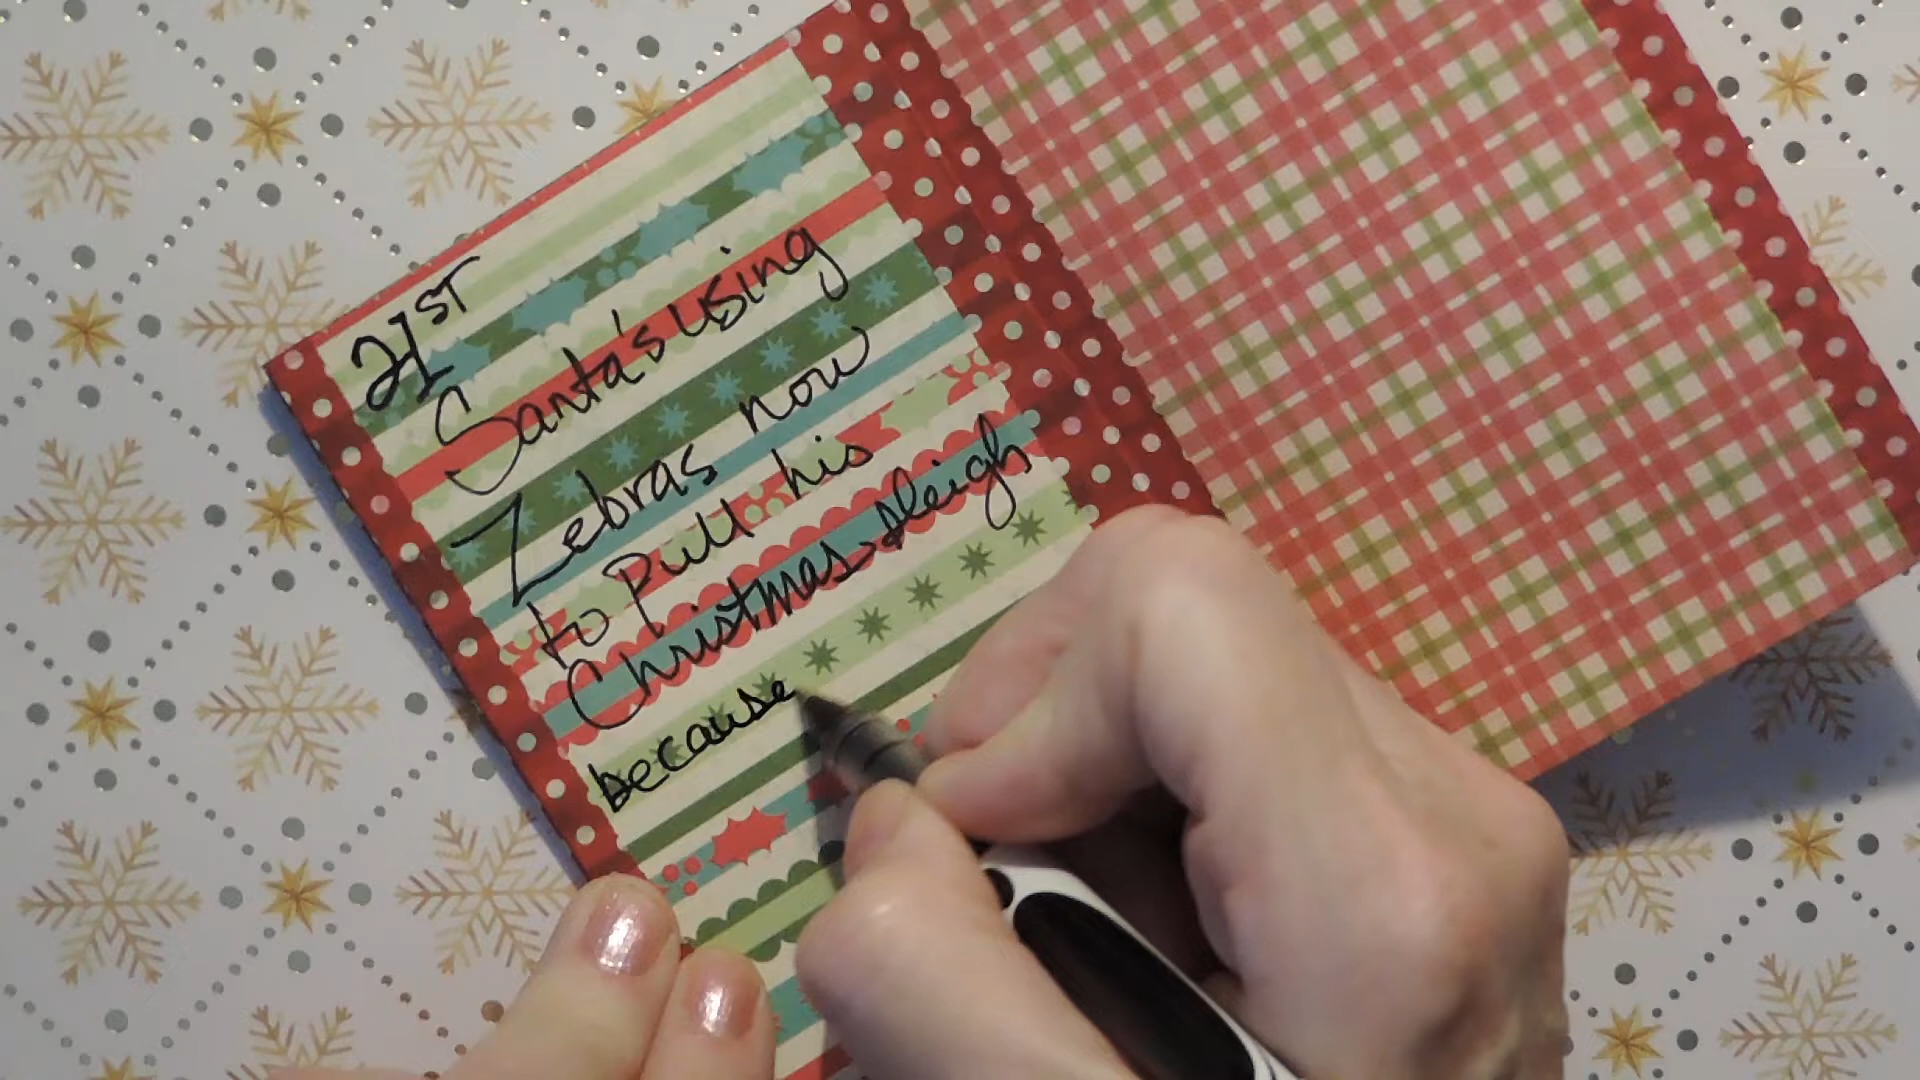 21ST
Santa's using
Zebras now
to pull his
Christmas sleigh
because